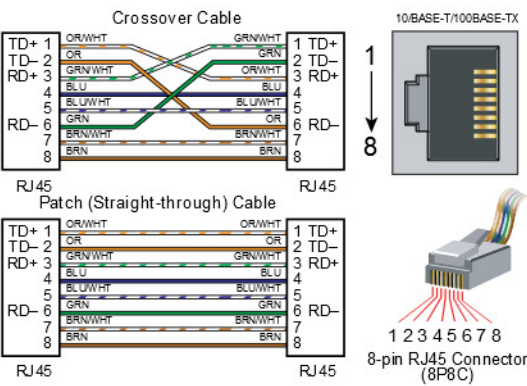 Crossover Cable
TD+ 1 OR/WHT GRN/WHT 1 TD+
TD– 2 OR GRN 2 TD–
RD+ 3 GRN/WHT OR/WHT 3 RD+
4 BLU BLU 4
5 BLU/WHT BLU/WHT 5
RD– 6 GRN OR 6 RD–
7 BRN/WHT BRN/WHT 7
8 BRN BRN 8
RJ45 RJ45
Patch (Straight-through) Cable
TD+ 1 OR/WHT OR/WHT 1 TD+
TD– 2 OR OR 2 TD–
RD+ 3 GRN/WHT GRN/WHT 3 RD+
4 BLU BLU 4
5 BLU/WHT BLU/WHT 5
RD– 6 GRN GRN 6 RD–
7 BRN/WHT BRN/WHT 7
8 BRN BRN 8
RJ45 RJ45
10/BASE-T/100BASE-TX
1
8
1 2 3 4 5 6 7 8
8-pin RJ45 Connector
(8P8C)